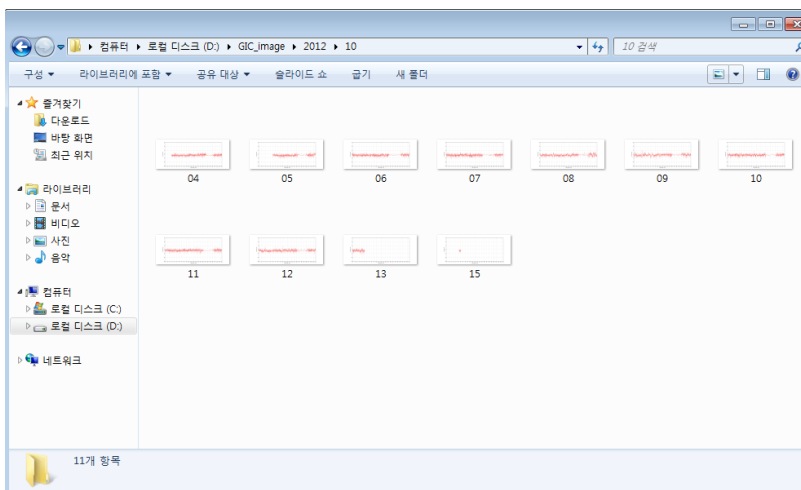 컴퓨터 ▸ 로컬 디스크 (D:) ▸ GIC_image ▸ 2012 ▸ 10
10 검색
구성 라이브러리에 포함 공유 대상 슬라이드 쇼 굽기 새 폴더
즐겨찾기
다운로드
바탕 화면
최근 위치
라이브러리
문서
비디오
사진
음악
컴퓨터
로컬 디스크 (C:)
로컬 디스크 (D:)
네트워크
04 05 06 07 08 09 10
11 12 13 15
11개 항목